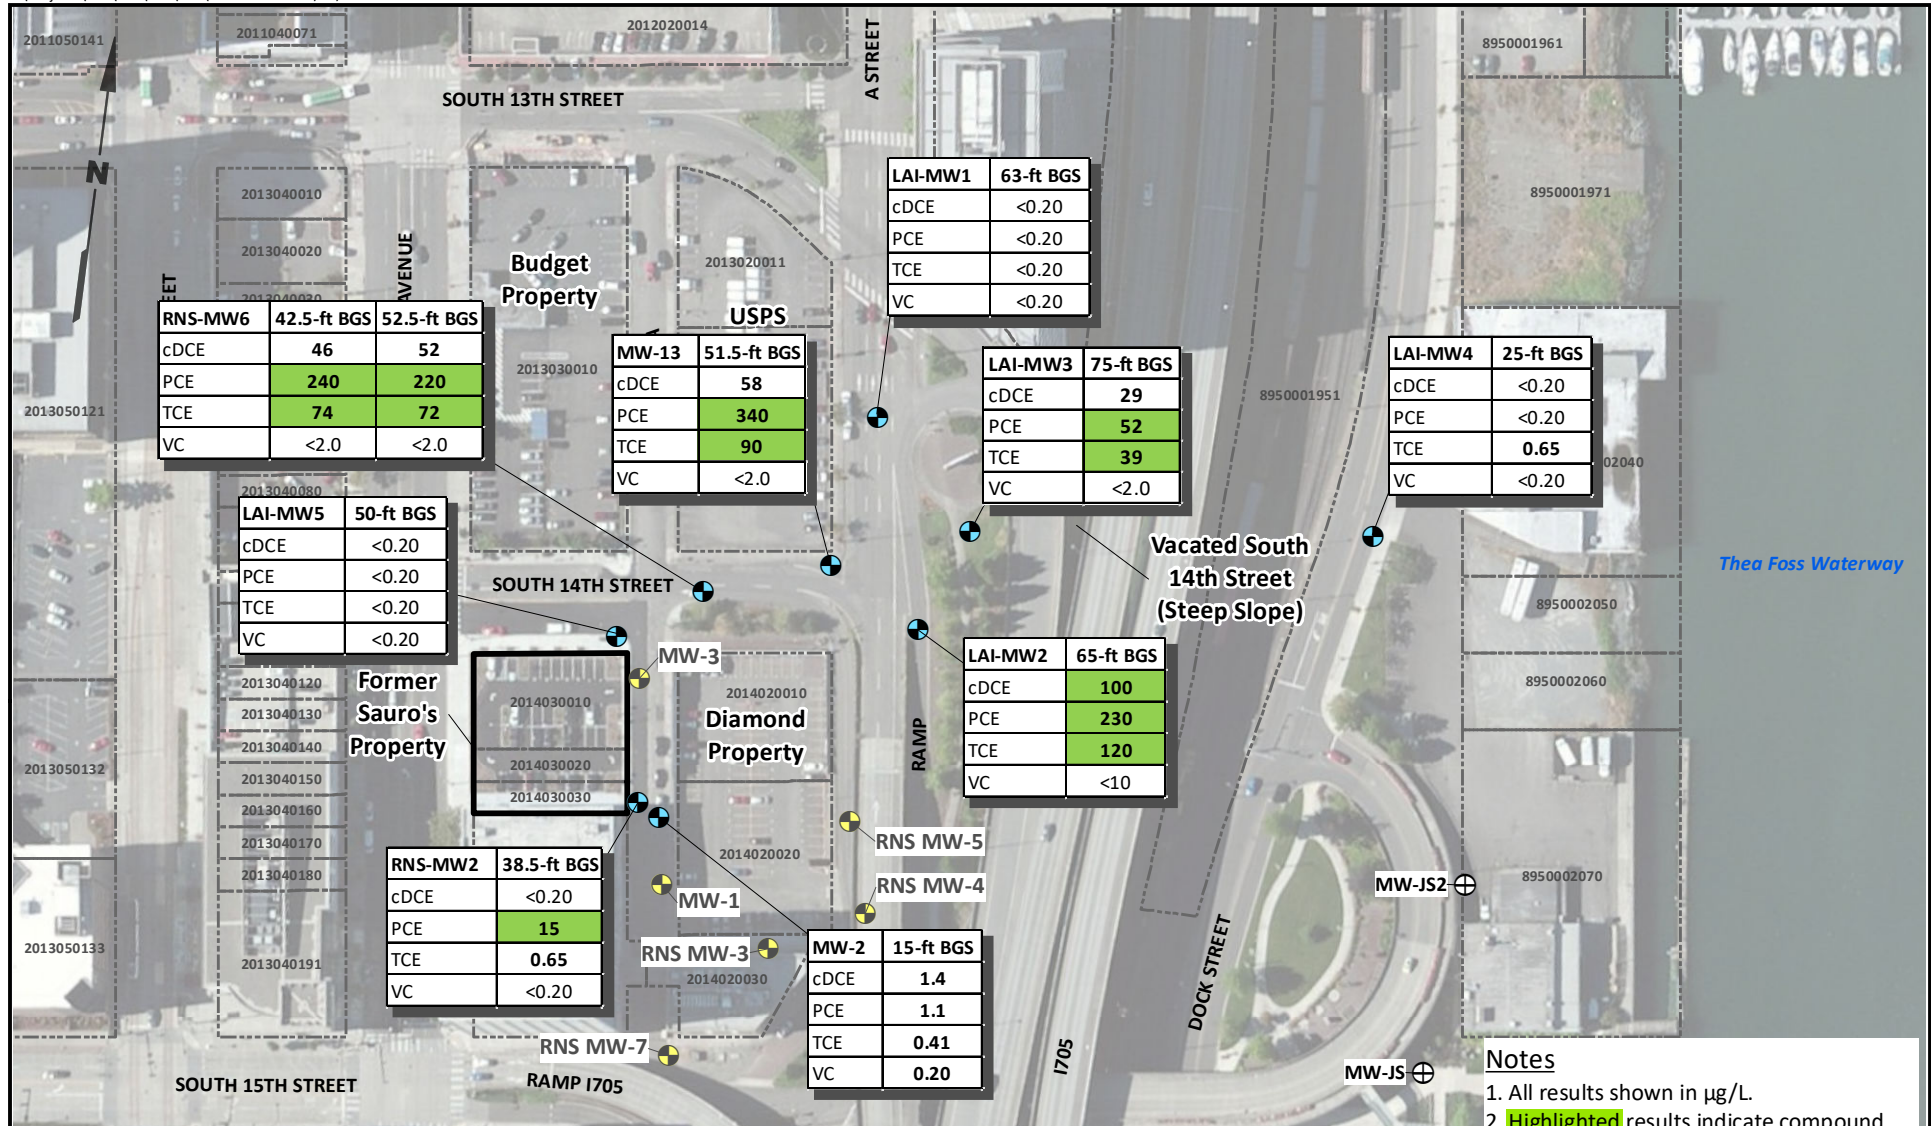 2011050141
2011040071
2012020014
A STREET
8950001961
SOUTH 13TH STREET
N
2013040010
2013040020
2013040030
AVENUE
EET
Budget
Property
2013020011
USPS
2013030010
8950001971
8950001951
LAI-MW1 63-ft BGS
cDCE <0.20
PCE <0.20
TCE <0.20
VC <0.20
RNS-MW6 42.5-ft BGS 52.5-ft BGS
cDCE 46 52
PCE 240 220
TCE 74 72
VC <2.0 <2.0
MW-13 51.5-ft BGS
cDCE 58
PCE 340
TCE 90
VC <2.0
LAI-MW3 75-ft BGS
cDCE 29
PCE 52
TCE 39
VC <2.0
LAI-MW4 25-ft BGS
cDCE <0.20
PCE <0.20
TCE 0.65
VC <0.20
2013050121
02040
2013040080
LAI-MW5 50-ft BGS
cDCE <0.20
PCE <0.20
TCE <0.20
VC <0.20
SOUTH 14TH STREET
Vacated South
14th Street
(Steep Slope)
Thea Foss Waterway
8950002050
8950002060
MW-3
LAI-MW2 65-ft BGS
cDCE 100
PCE 230
TCE 120
VC <10
2013040120
2013040130
2013040140
2013040150
2013040160
2013040170
2013040180
2013040191
Former
Sauro's
Property
2014030010
2014030020
2014030030
2014020010
Diamond
Property
2014020020
RAMP
2013050132
2013050133
RNS MW-5
RNS MW-4
MW-1
RNS MW-3
2014020030
RNS-MW2 38.5-ft BGS
cDCE <0.20
PCE 15
TCE 0.65
VC <0.20
MW-2 15-ft BGS
cDCE 1.4
PCE 1.1
TCE 0.41
VC 0.20
MW-JS2
8950002070
DOCK STREET
RNS MW-7
I705
MW-JS
SOUTH 15TH STREET
RAMP I705
Notes
1. All results shown in µg/L.
2. Highlighted results indicate compound